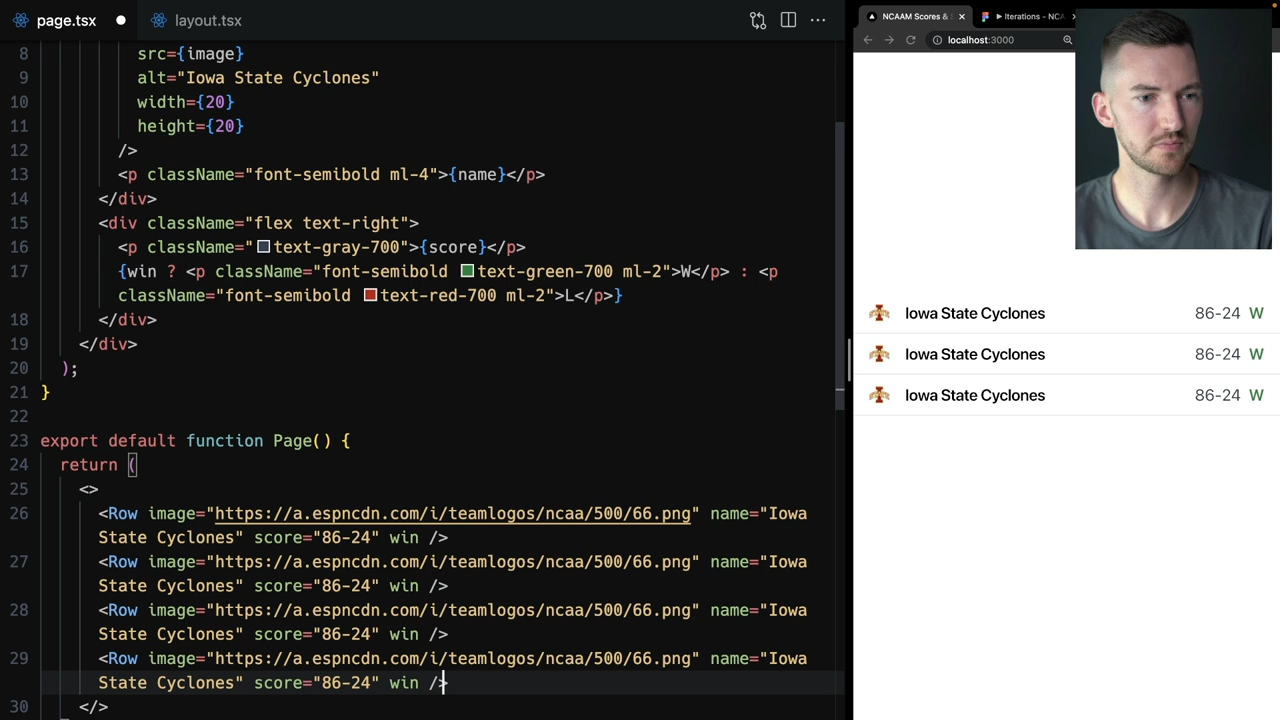 page.tsx
layout.tsx
NCAAM Scores &
Iterations - NCA
localhost:3000
8 src={image}
9 alt="Iowa State Cyclones"
10 width={20}
11 height={20}
12 />
13 <p className="font-semibold ml-4">{name}</p>
14 </div>
15 <div className="flex text-right">
16 <p className="text-gray-700">{score}</p>
17 {win ? <p className="font-semibold text-green-700 ml-2">W</p> : <p
className="font-semibold text-red-700 ml-2">L</p>}
18 </div>
19 </div>
20 );
21 }
22
23 export default function Page() {
24 return (
25 <>
26 <Row image="https://a.espncdn.com/i/teamlogos/ncaa/500/66.png" name="Iowa
State Cyclones" score="86-24" win />
27 <Row image="https://a.espncdn.com/i/teamlogos/ncaa/500/66.png" name="Iowa
State Cyclones" score="86-24" win />
28 <Row image="https://a.espncdn.com/i/teamlogos/ncaa/500/66.png" name="Iowa
State Cyclones" score="86-24" win />
29 <Row image="https://a.espncdn.com/i/teamlogos/ncaa/500/66.png" name="Iowa
State Cyclones" score="86-24" win />
30 </>
Iowa State Cyclones 86-24 W
Iowa State Cyclones 86-24 W
Iowa State Cyclones 86-24 W